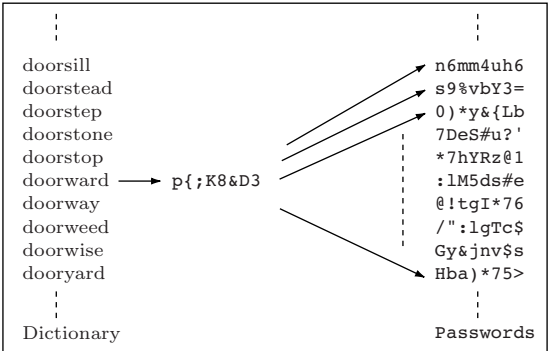 doorsill n6mm4uh6
doorstead s9%vbY3=
doorstep 0)*y&{Lb
doorstone 7DeS#u?'
doorstop *7hYRz@1
doorward p{;K8&D3 :lM5ds#e
doorway @!tgI*76
doorweed /":lgTc$
doorwise Gy&jnv$s
dooryard Hba)*75>
Dictionary Passwords